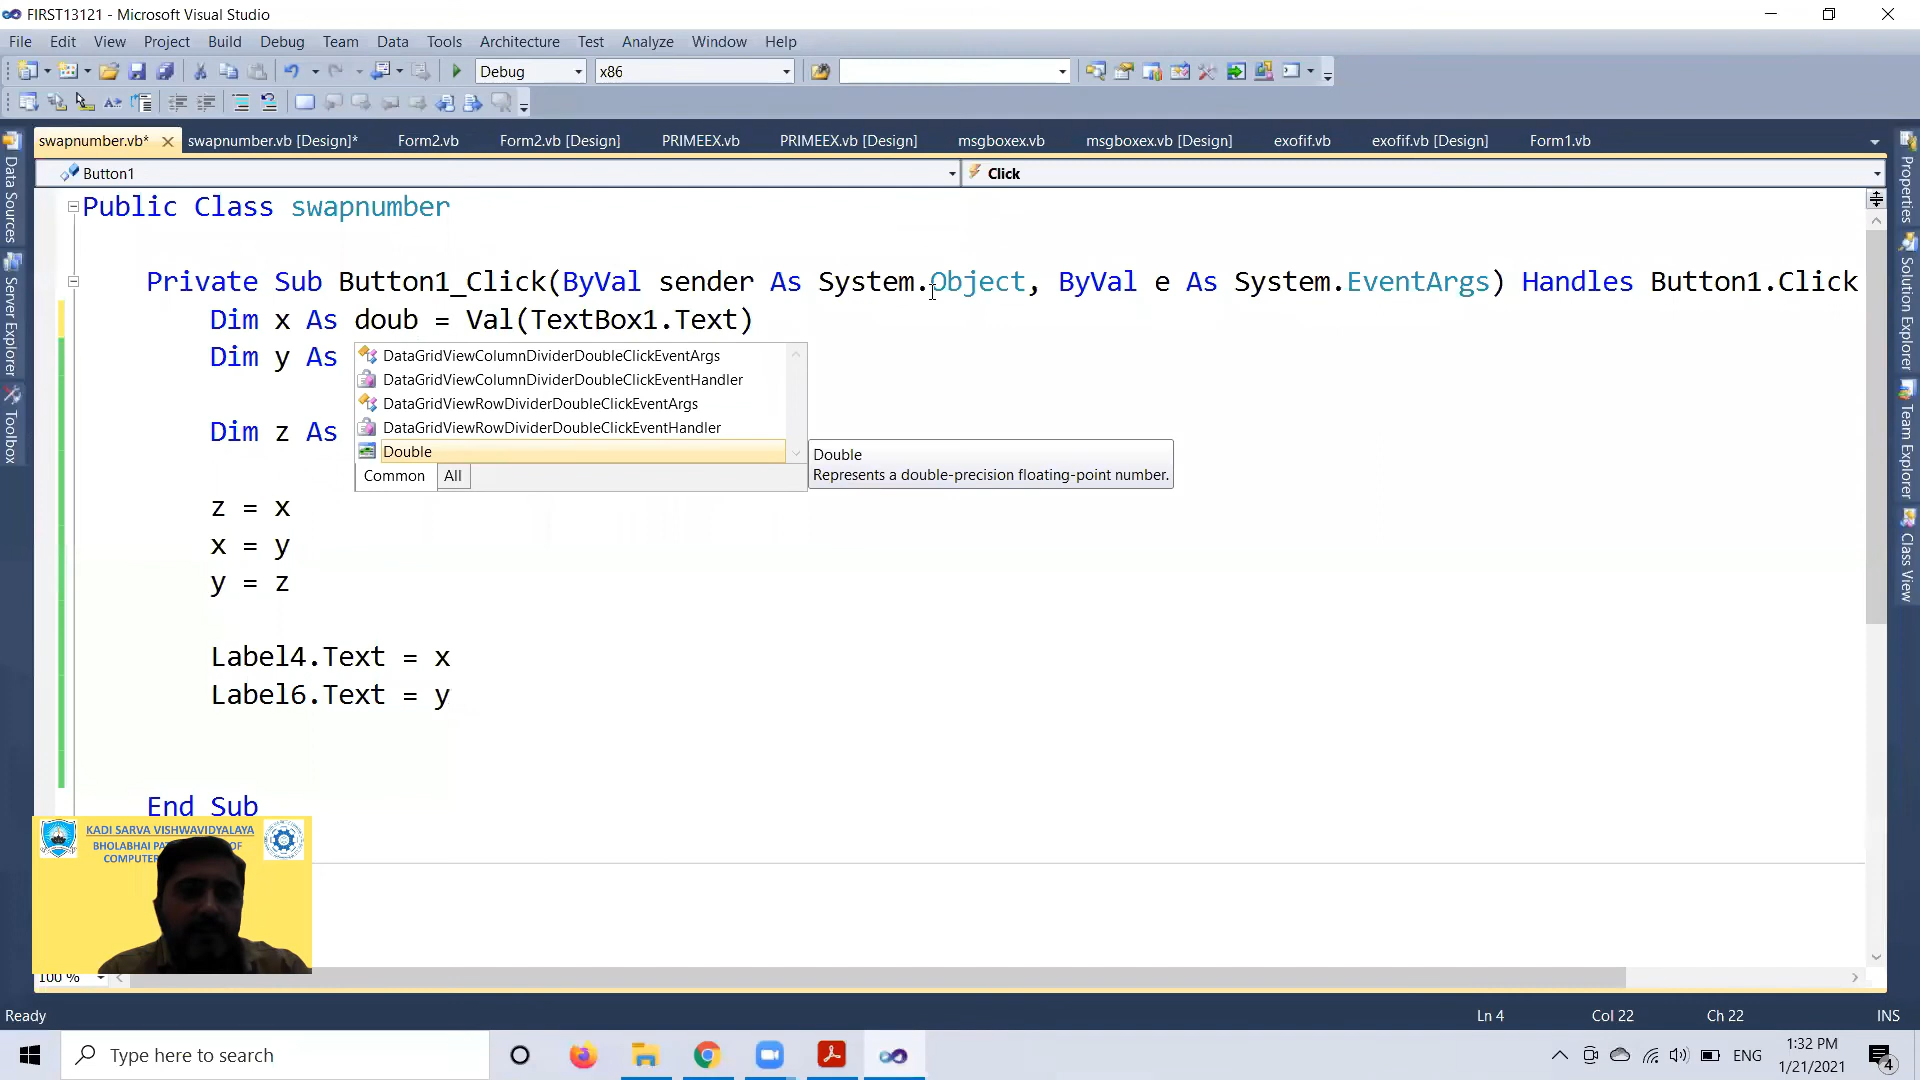 FIRST13121 - Microsoft Visual Studio
File Edit View Project Build Debug Team Data Tools Architecture Test Analyze Window Help
Debug x86
swapnumber.vb* swapnumber.vb [Design]* Form2.vb Form2.vb [Design] PRIMEEX.vb PRIMEEX.vb [Design] msgboxex.vb msgboxex.vb [Design] exofif.vb exofif.vb [Design] Form1.vb
Button1 Click
Data Sources
Server Explorer
Toolbox
Properties
Solution Explorer
Team Explorer
Class View
Public Class swapnumber
Private Sub Button1_Click(ByVal sender As System.Object, ByVal e As System.EventArgs) Handles Button1.Click
Dim x As doub = Val(TextBox1.Text)
Dim y As
DataGridViewColumnDividerDoubleClickEventArgs
DataGridViewColumnDividerDoubleClickEventHandler
DataGridViewRowDividerDoubleClickEventArgs
DataGridViewRowDividerDoubleClickEventHandler
Dim z As
Double
Common All
Double
Represents a double-precision floating-point number.
z = x
x = y
y = z
Label4.Text = x
Label6.Text = y
End Sub
KADI SARVA VISHWAVIDYALAYA
BHOLABHAI PAT OF
COMPUTER
100 %
Ready Ln 4 Col 22 Ch 22 INS
Type here to search
ENG
1:32 PM
1/21/2021
4